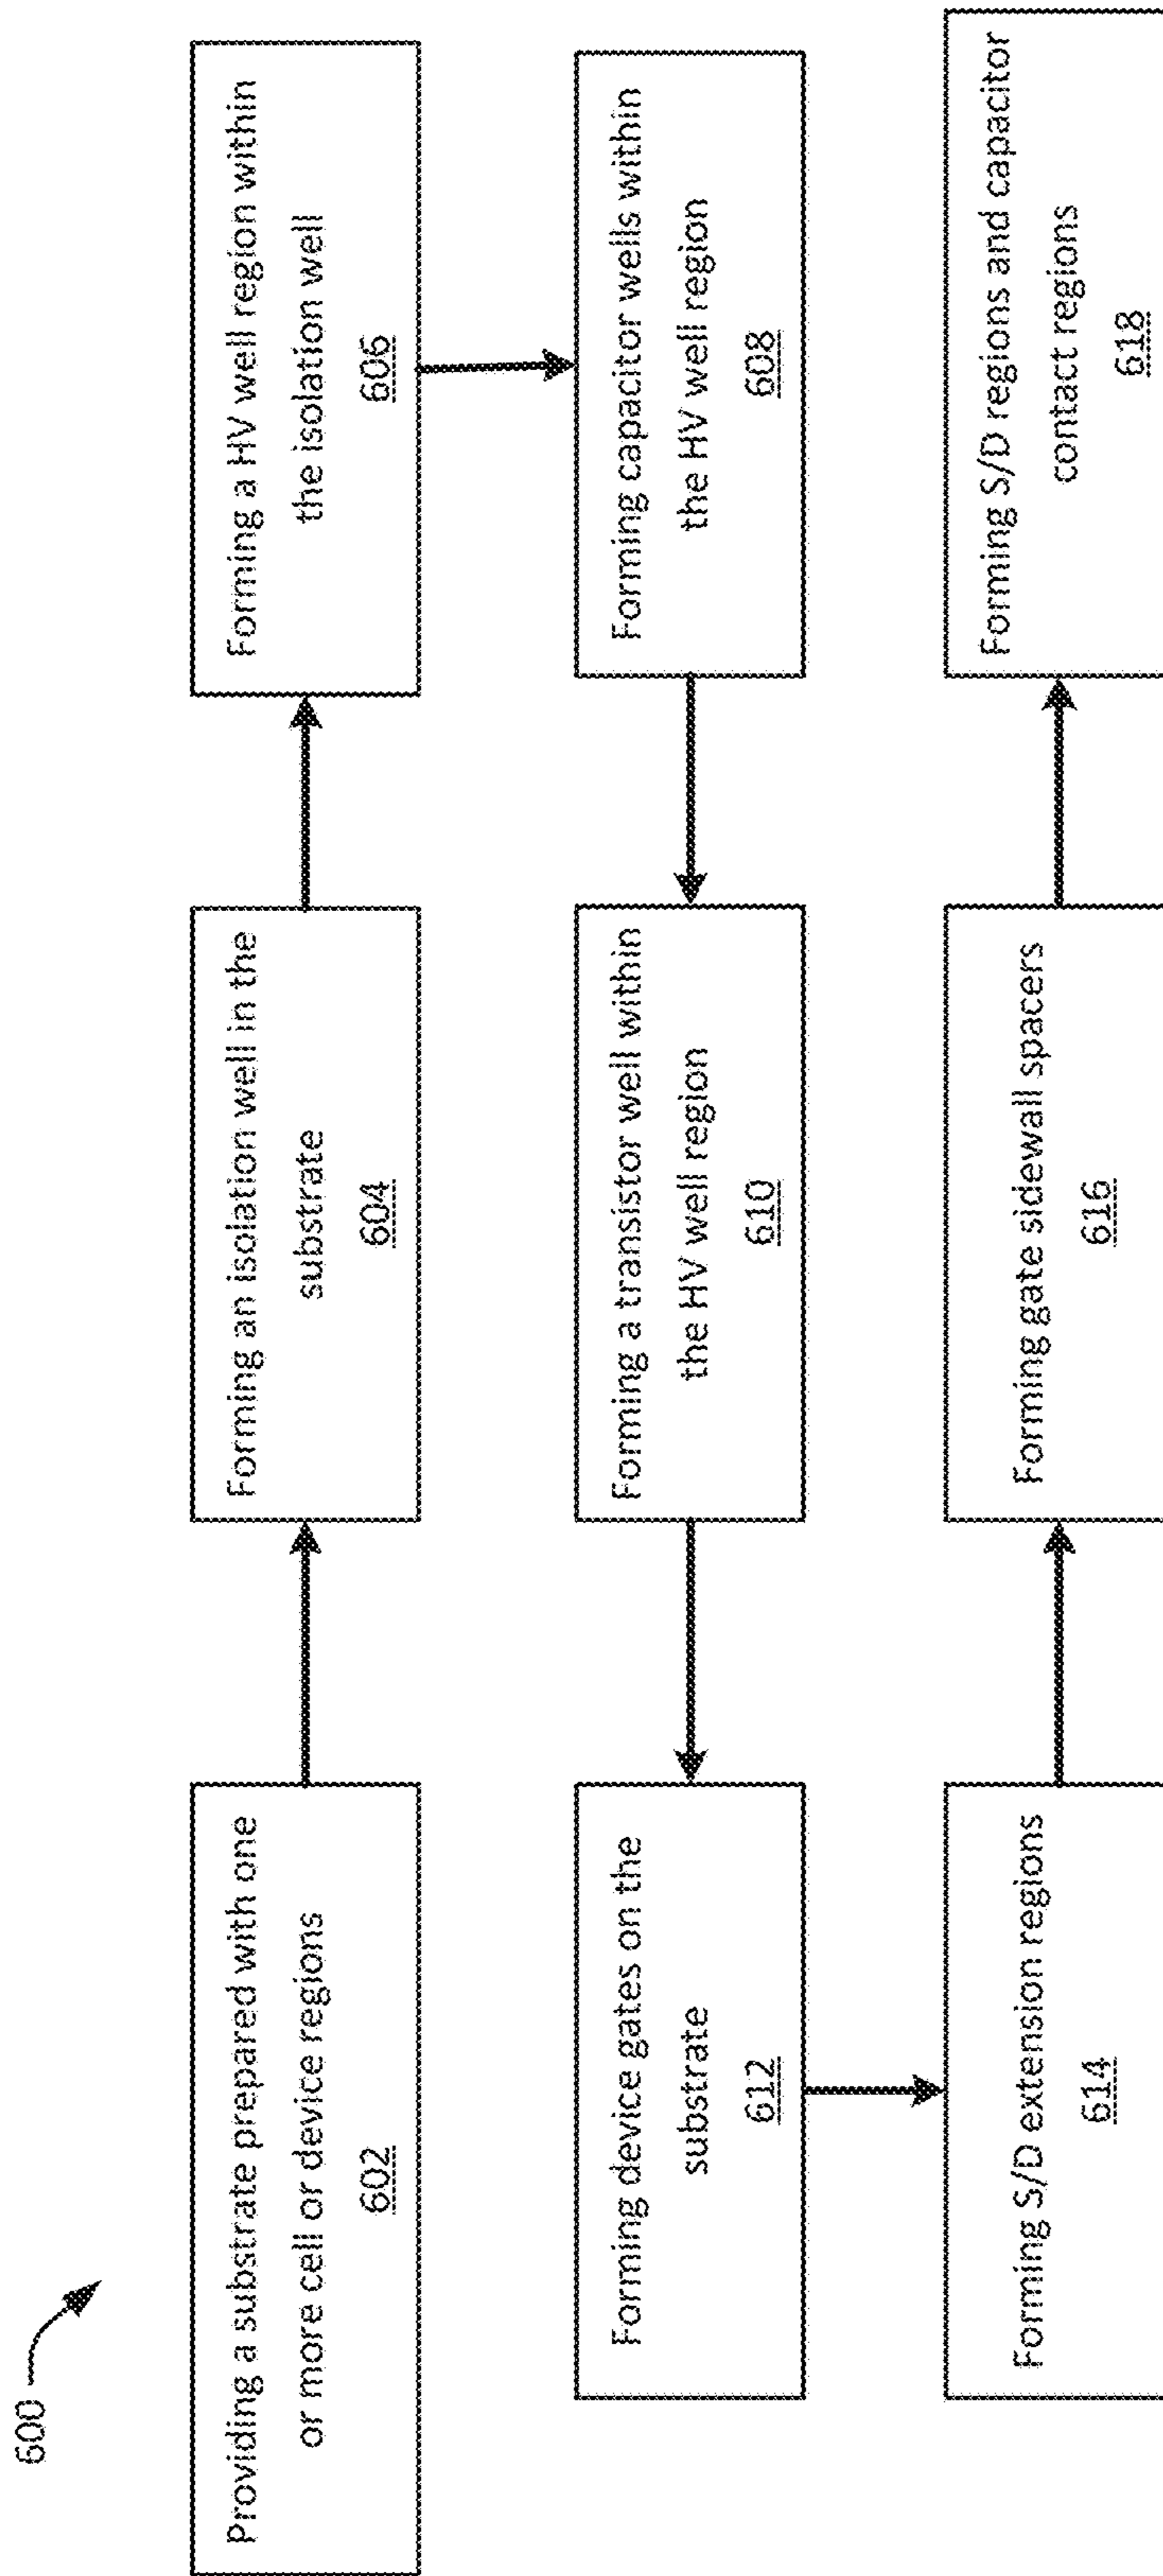 600
Providing a substrate prepared with one
or more cell or device regions
602
Forming an isolation well in the
substrate
604
Forming a HV well region within
the isolation well
606
Forming capacitor wells within
the HV well region
608
Forming a transistor well within
the HV well region
610
Forming device gates on the
substrate
612
Forming S/D extension regions
614
Forming gate sidewall spacers
616
Forming S/D regions and capacitor
contact regions
618